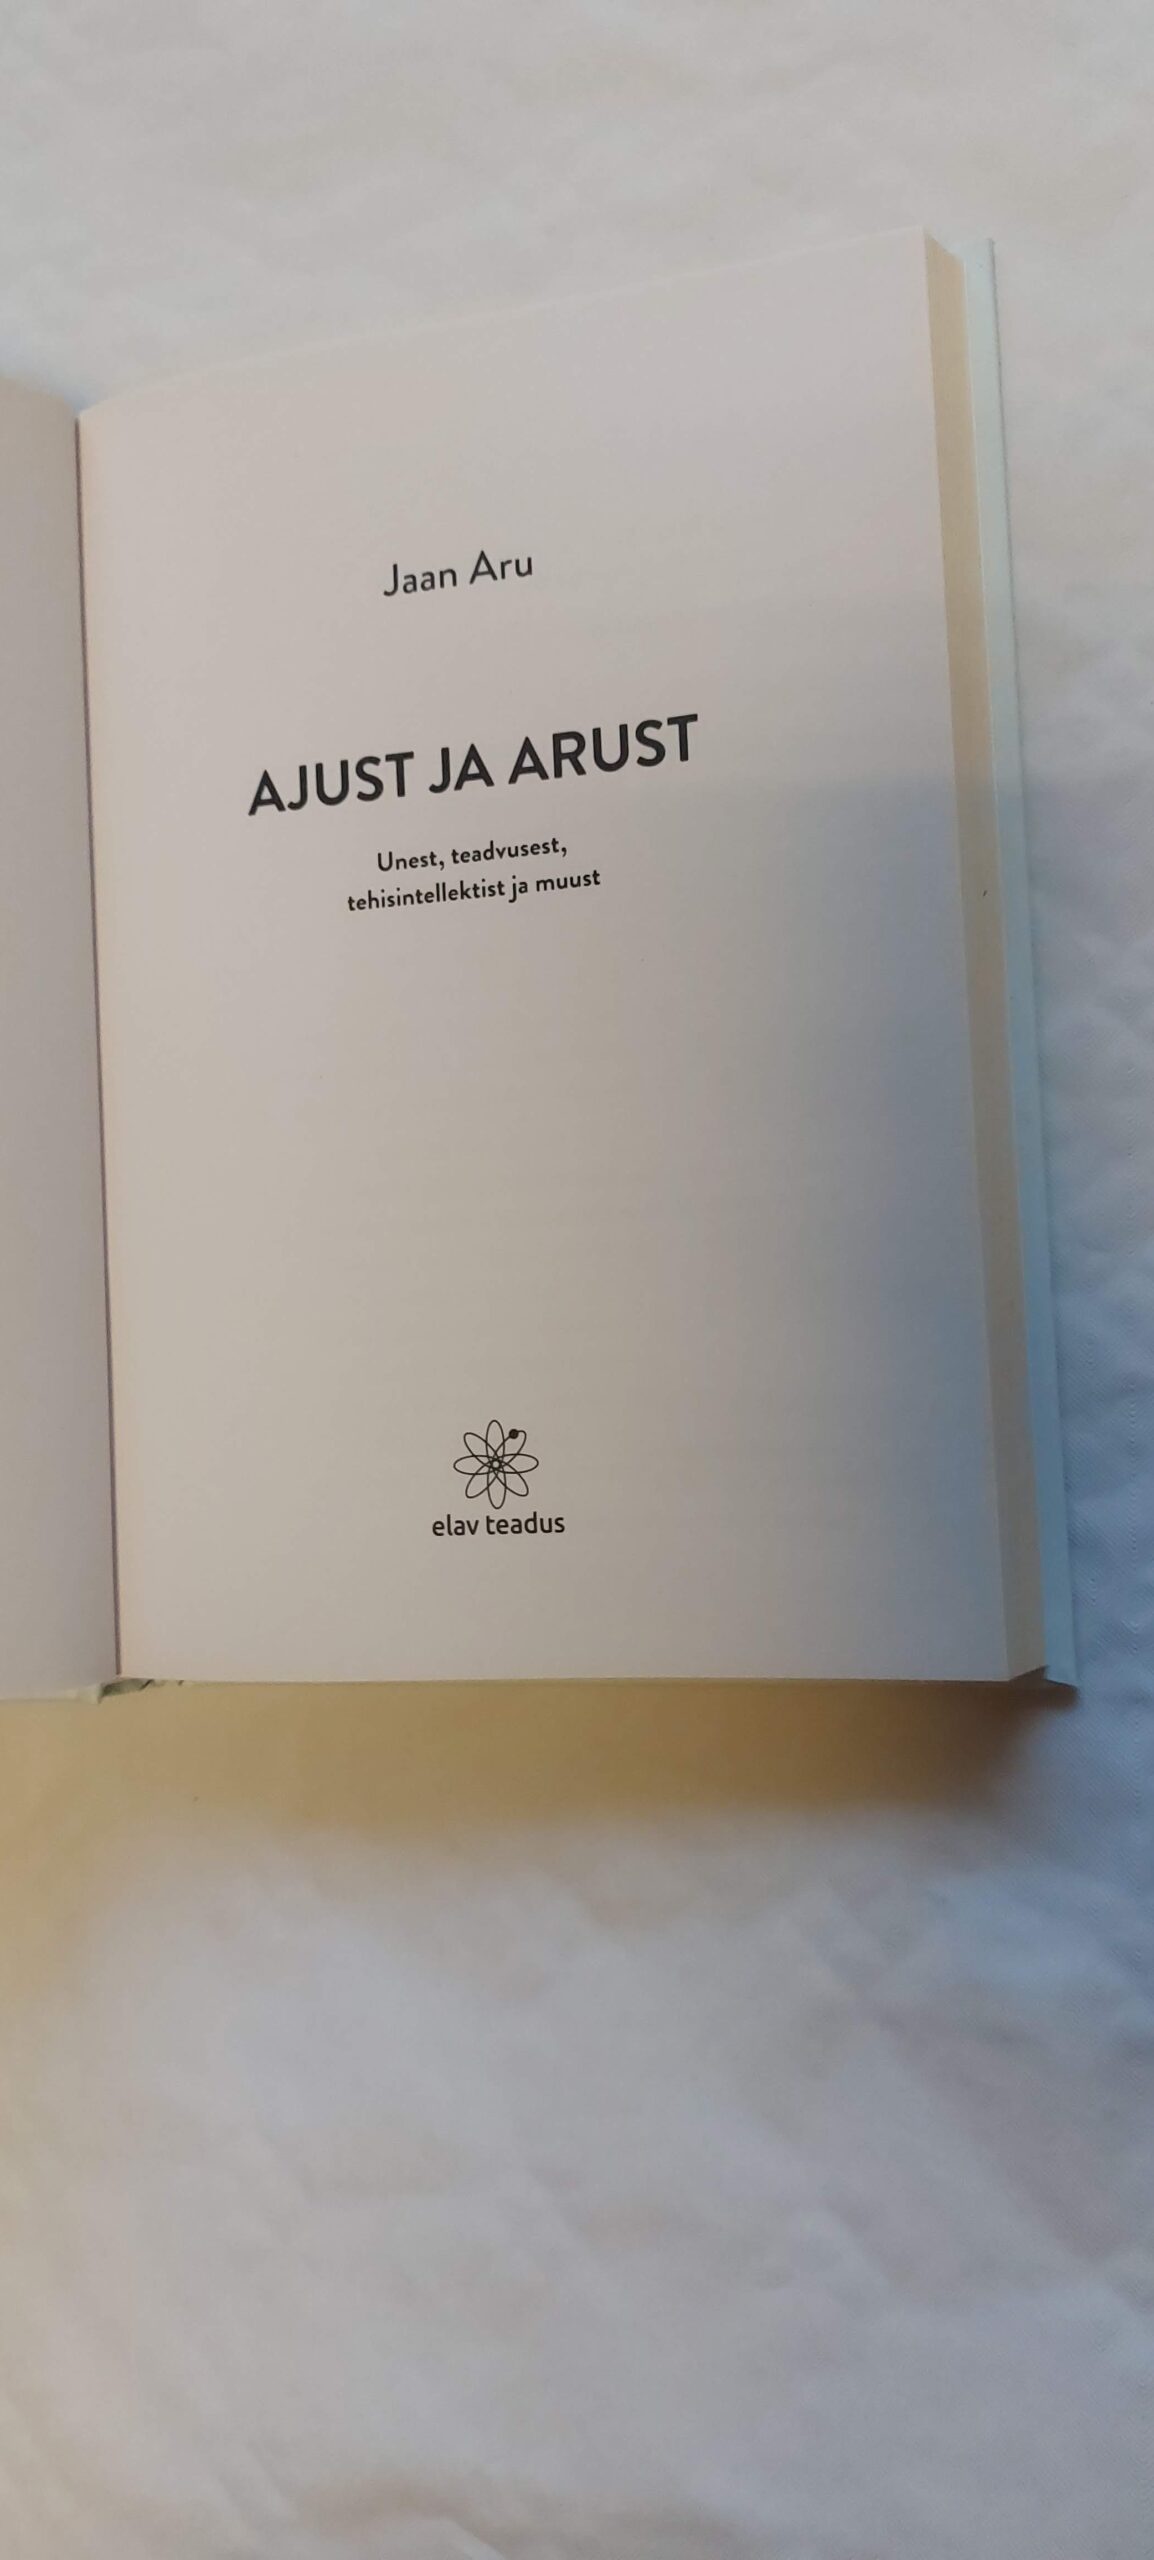 Jaan Aru
AJUST JA ARUST
Unest, teadvusest,
tehisintellektist ja muust
elav teadus